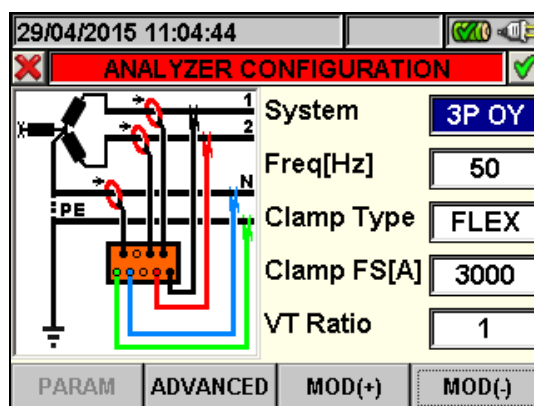 29/04/2015 11:04:44
ANALYZER CONFIGURATION
1
2
N
PE
System 3P OY
Freq[Hz] 50
Clamp Type FLEX
Clamp FS[A] 3000
VT Ratio 1
PARAM ADVANCED MOD(+) MOD(-)